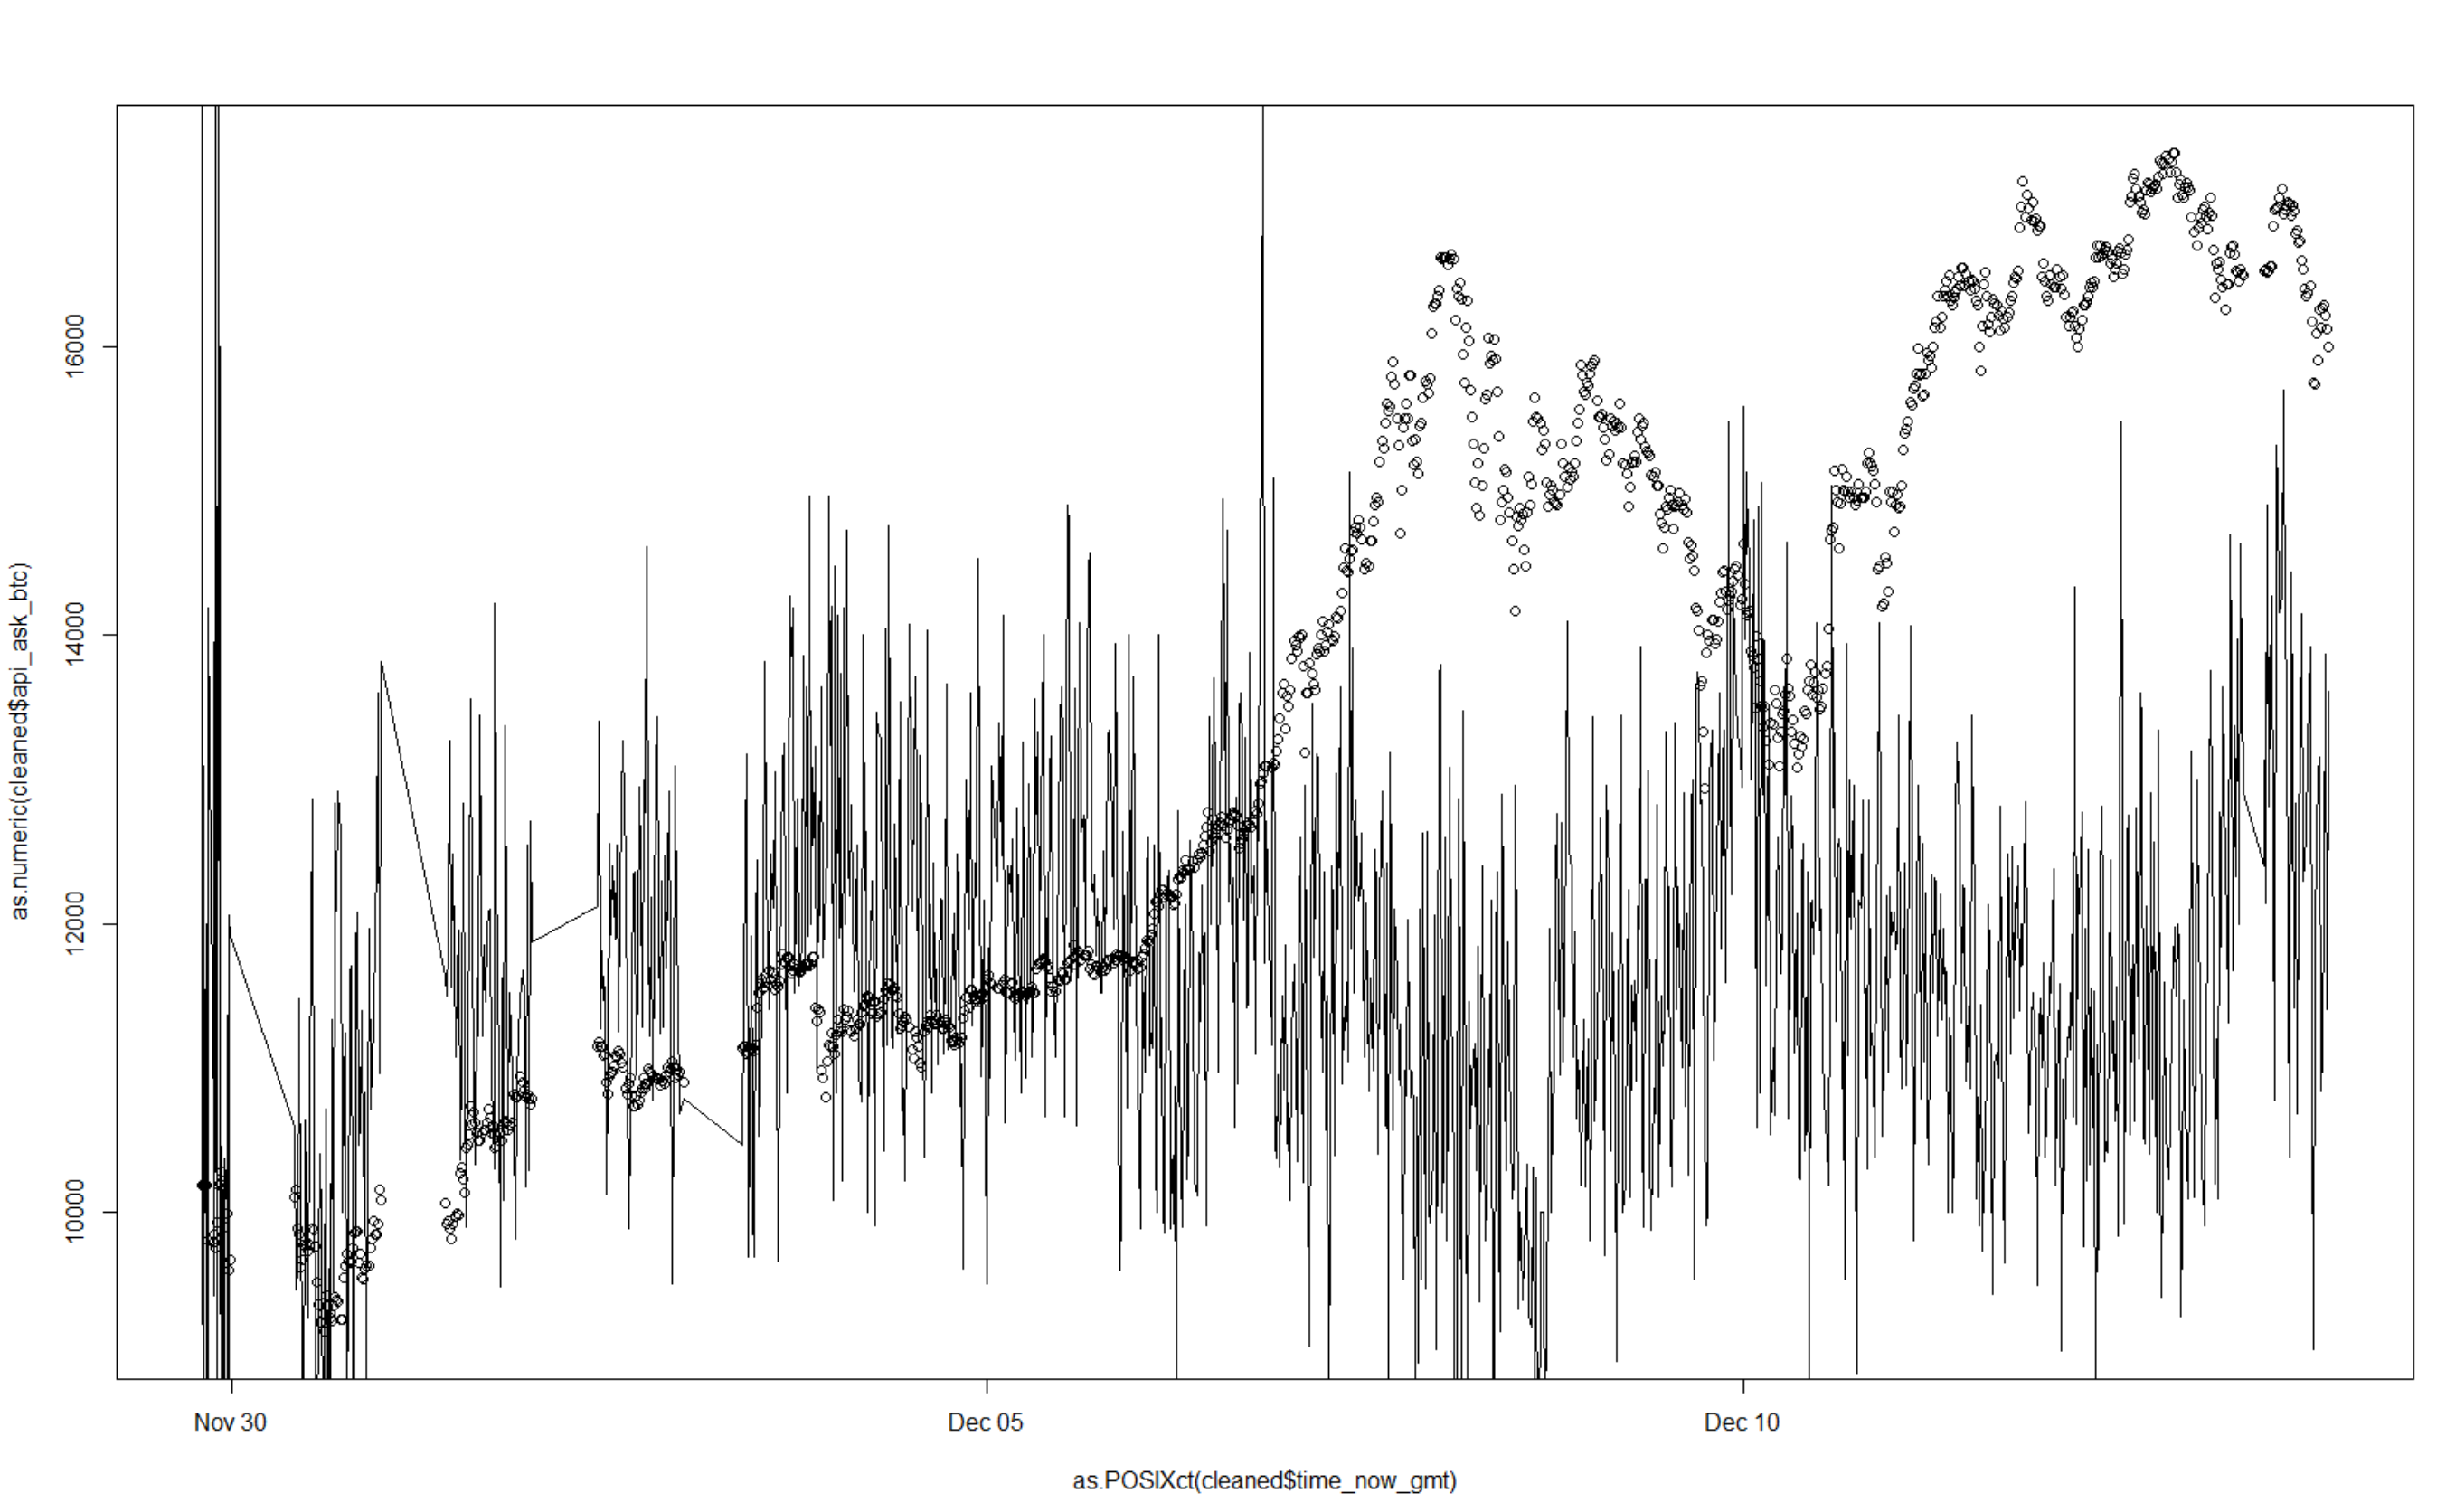 as.numeric(cleaned$api_ask_btc)
16000
14000
12000
10000
Nov 30
Dec 05
Dec 10
as.POSIXct(cleaned$time_now_gmt)